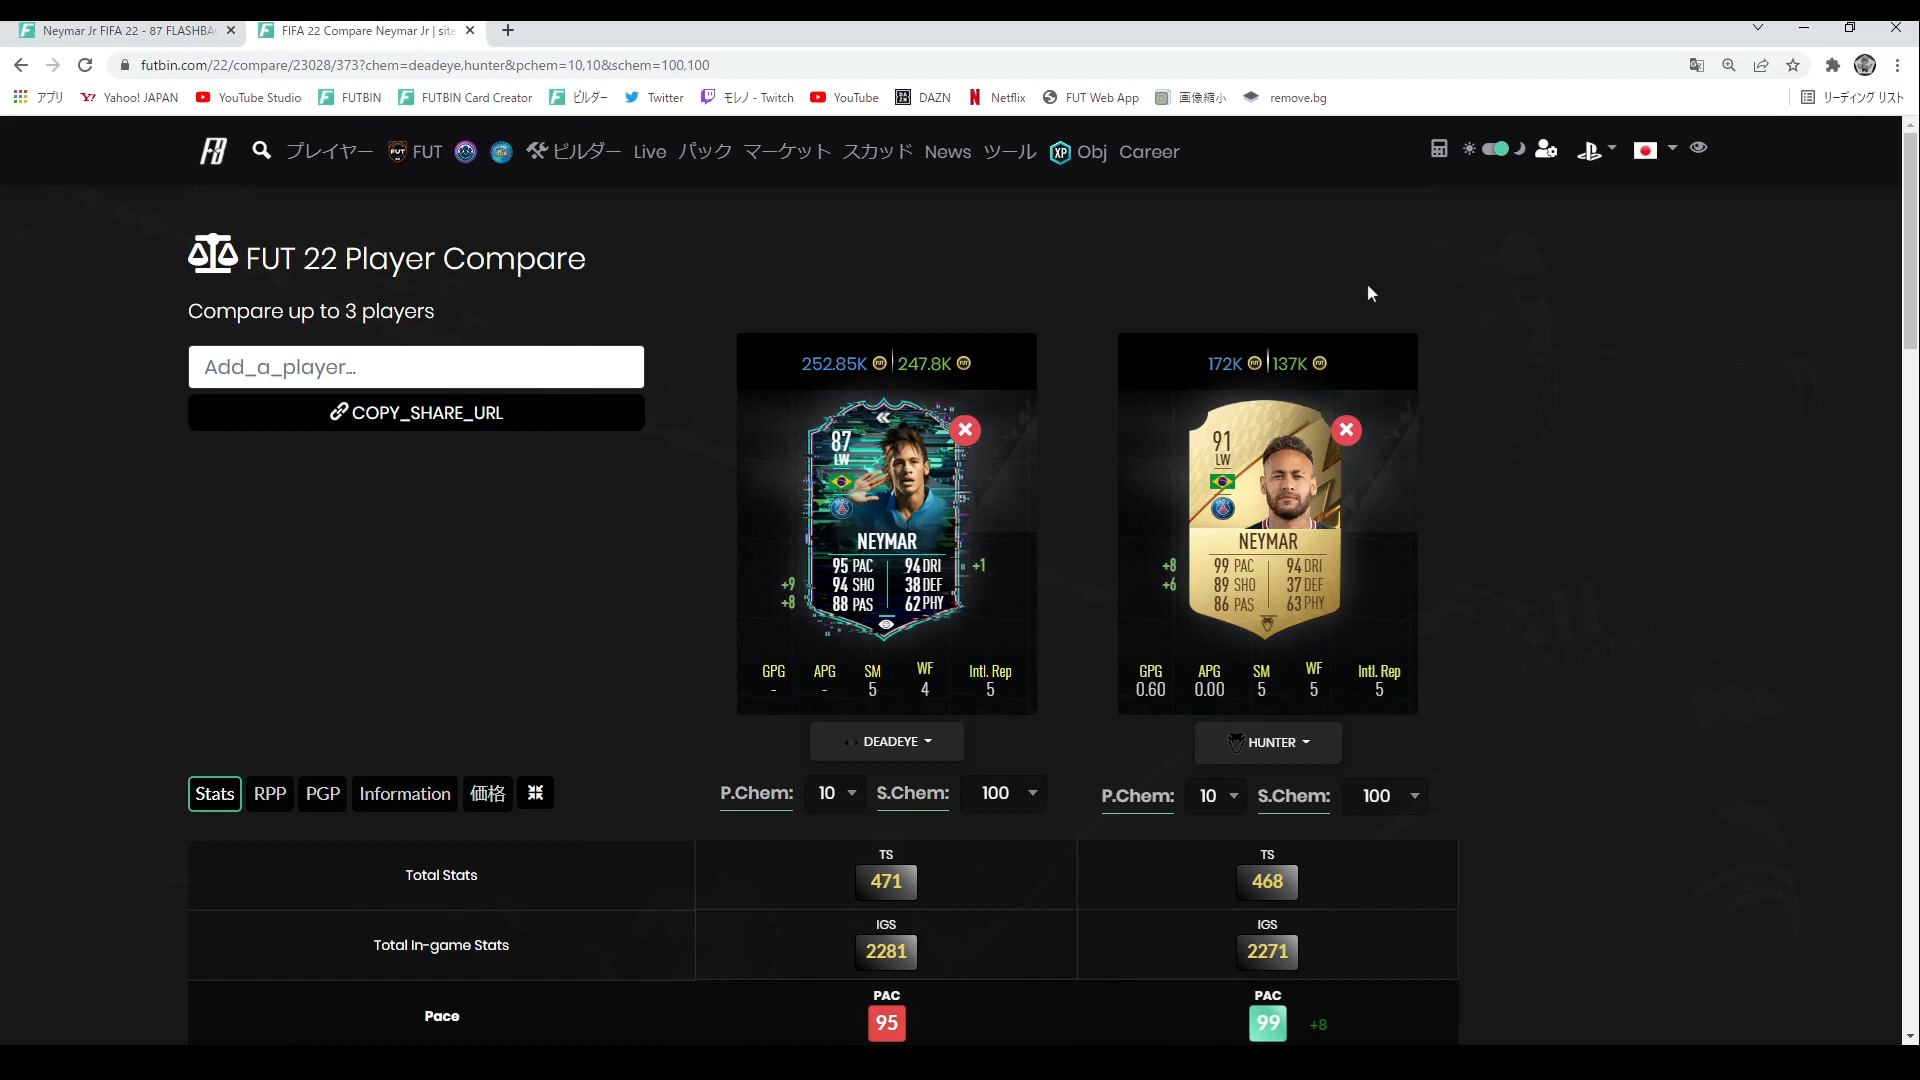 Neymar Jr FIFA 22 - 87 FLASHBA
FIFA 22 Compare Neymar Jr | site
futbin.com/22/compare/23028/373?chem=deadeye,hunter&pchem=10,10&schem=100,100
アプリ Yahoo! JAPAN YouTube Studio FUTBIN FUTBIN Card Creator ビルダー Twitter モレノ - Twitch YouTube DAZN Netflix FUT Web App 画像縮小 remove.bg リーディング リスト
プレイヤー FUT ビルダー Live パック マーケット スカッド News ツール XP Obj Career
FUT 22 Player Compare
Compare up to 3 players
Add_a_player...
COPY_SHARE_URL
252.85K 247.8K
87
LW
NEYMAR
95 PAC 94 DRI +1
+9 94 SHO 38 DEF
+8 88 PAS 62 PHY
GPG APG SM WF Intl. Rep
- - 5 4 5
DEADEYE
172K 137K
91
LW
NEYMAR
+8 99 PAC 94 DRI
+6 89 SHO 37 DEF
86 PAS 63 PHY
GPG APG SM WF Intl. Rep
0.60 0.00 5 5 5
HUNTER
Stats RPP PGP Information 価格
P.Chem: 10 S.Chem: 100
P.Chem: 10 S.Chem: 100
TS TS
Total Stats 471 468
IGS IGS
Total In-game Stats 2281 2271
PAC PAC
Pace 95 99 +8